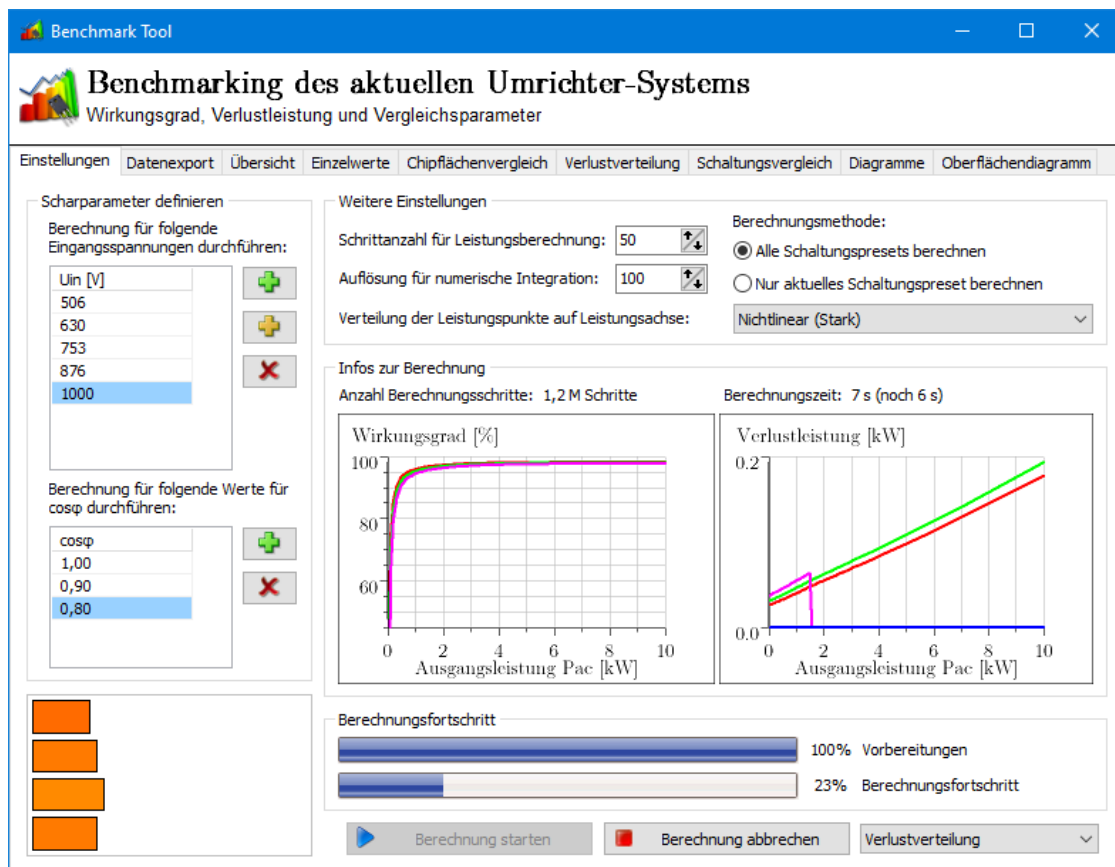 Benchmark Tool
Benchmarking des aktuellen Umrichter-Systems
Wirkungsgrad, Verlustleistung und Vergleichsparameter
Einstellungen Datenexport Übersicht Einzelwerte Chipflächenvergleich Verlustverteilung Schaltungsvergleich Diagramme Oberflächendiagramm
Scharparameter definieren
Berechnung für folgende
Eingangsspannungen durchführen:
Uin [V]
506
630
753
876
1000
Berechnung für folgende Werte für
cosφ durchführen:
cosφ
1,00
0,90
0,80
Weitere Einstellungen
Schrittanzahl für Leistungsberechnung: 50
Auflösung für numerische Integration: 100
Verteilung der Leistungspunkte auf Leistungsachse: Nichtlinear (Stark)
Berechnungsmethode:
Alle Schaltungspresets berechnen
Nur aktuelles Schaltungspreset berechnen
Infos zur Berechnung
Anzahl Berechnungsschritte: 1,2 M Schritte
Berechnungszeit: 7 s (noch 6 s)
Wirkungsgrad [%]
100
80
60
0 2 4 6 8 10
Ausgangsleistung Pac [kW]
Verlustleistung [kW]
0.2
0.0
0 2 4 6 8 10
Ausgangsleistung Pac [kW]
Berechnungsfortschritt
100% Vorbereitungen
23% Berechnungsfortschritt
Berechnung starten
Berechnung abbrechen
Verlustverteilung